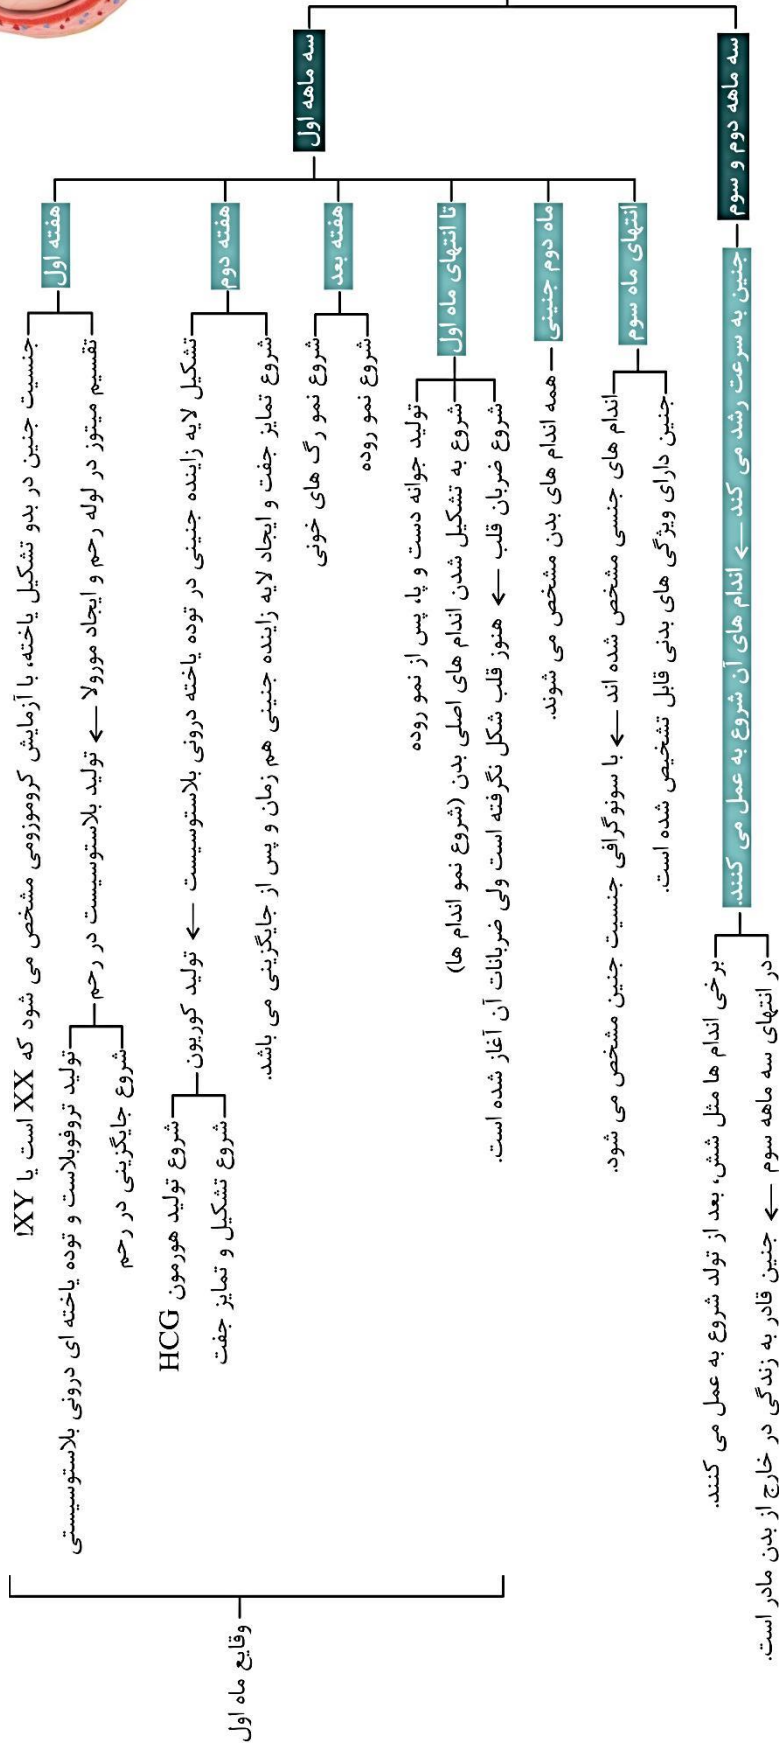 سه ماهه اول
هفته اول
جنسیت جنین در بدو تشکیل یاخته، با آزمایش کروموزومی مشخص می شود که XX است یا XY!
تقسیم میتوز در لوله رحم و ایجاد مورولا ← تولید بلاستوسیست در رحم
تولید تروفوبلاست و توده یاخته ای درونی بلاستوسیستی
شروع جایگزینی در رحم
هفته دوم
تشکیل لایه زاینده جنینی در توده یاخته درونی بلاستوسیست ← تولید کوریون
شروع تولید هورمون HCG
شروع تشکیل و تمایز جفت
شروع تمایز جفت و ایجاد لایه زاینده جنینی هم زمان و پس از جایگزینی می باشد.
هفته بعد
شروع نمو رگ های خونی
شروع نمو روده
تا انتهای ماه اول
تولید جوانه دست و پا، پس از نمو روده
شروع به تشکیل شدن اندام های اصلی بدن (شروع نمو اندام ها)
شروع ضربان قلب ← هنوز قلب شکل نگرفته است ولی ضربانات آن آغاز شده است.
وقایع ماه اول
ماه دوم جنینی
همه اندام های بدن مشخص می شوند.
انتهای ماه سوم
اندام های جنسی مشخص شده اند ← با سونوگرافی جنسیت جنین مشخص می شود.
جنین دارای ویژگی های بدنی قابل تشخیص شده است.
سه ماهه دوم و سوم
جنین به سرعت رشد می کند ← اندام های آن شروع به عمل می کنند.
برخی اندام ها مثل شش، بعد از تولد شروع به عمل می کنند.
در انتهای سه ماهه سوم ← جنین قادر به زندگی در خارج از بدن مادر است.